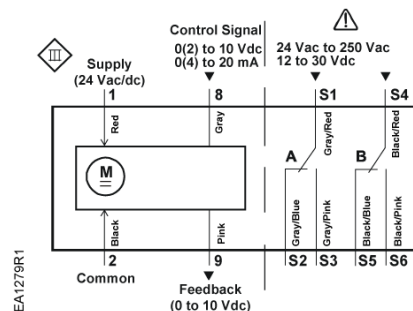 Control Signal
0(2) to 10 Vdc
0(4) to 20 mA
24 Vac to 250 Vac
12 to 30 Vdc
III
Supply
(24 Vac/dc)
1
8
S1
S4
Red
Gray
Gray/Red
Black/Red
M
A
B
Black
Pink
Gray/Blue
Gray/Pink
Black/Blue
Black/Pink
2
9
S2
S3
S5
S6
Common
Feedback
(0 to 10 Vdc)
EA1279R1